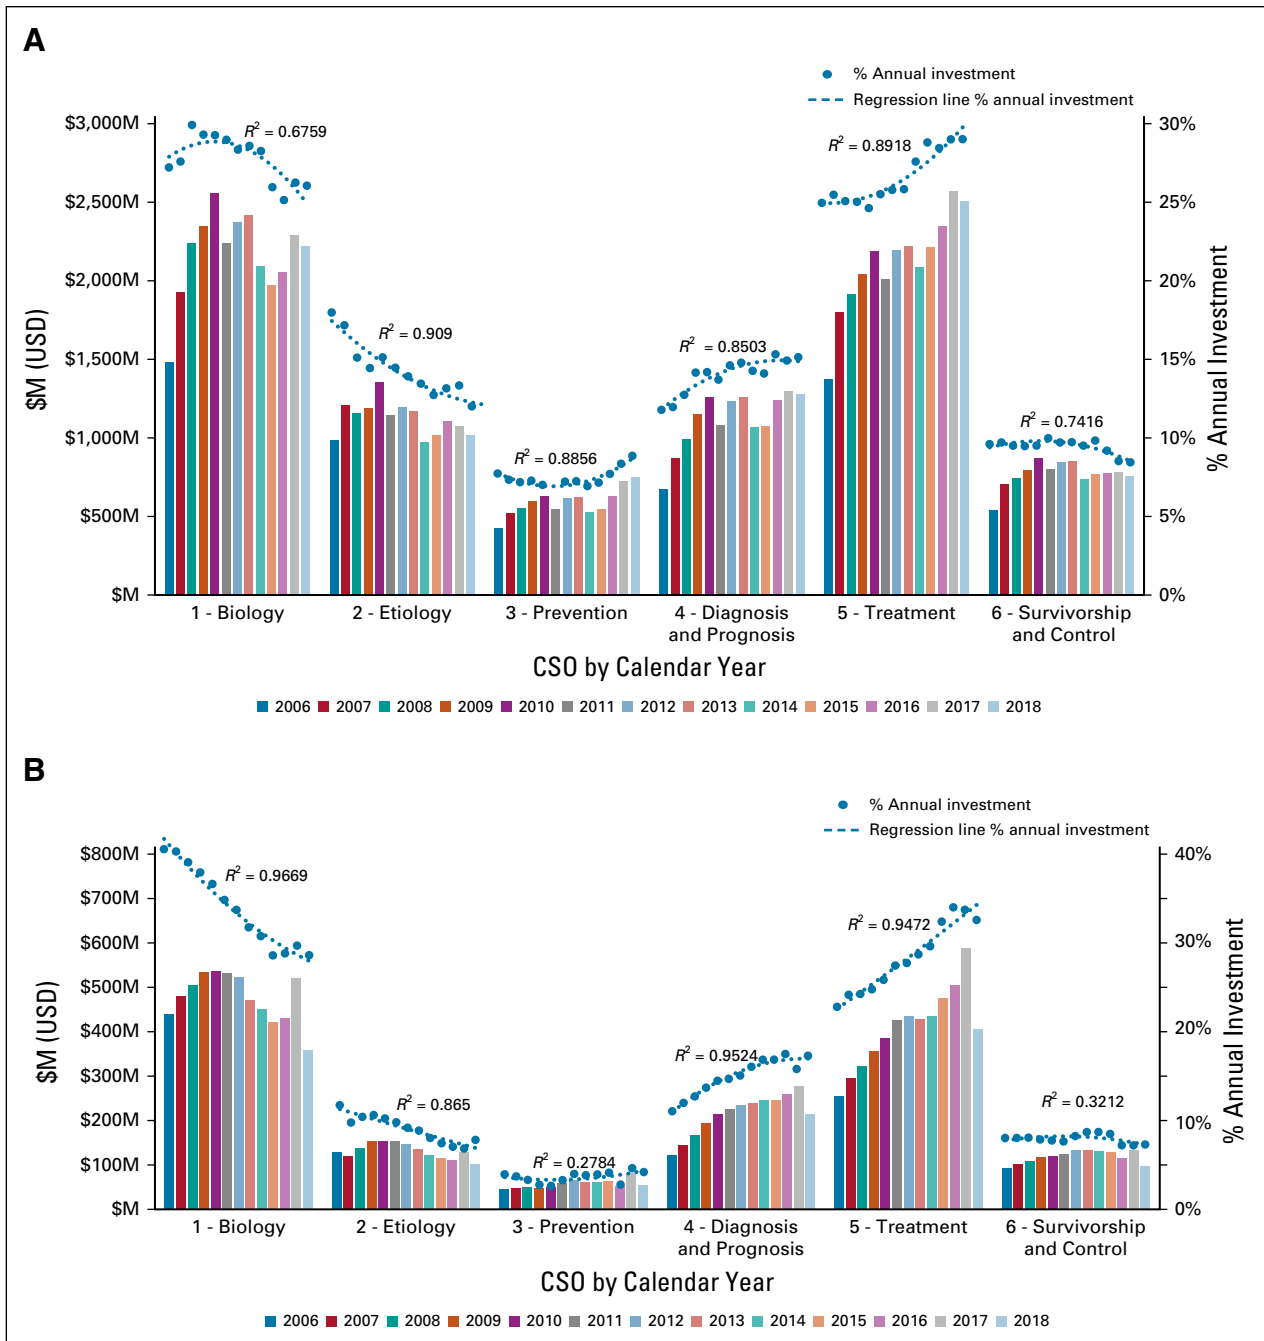 A
% Annual investment
Regression line % annual investment
$3,000M
$2,500M
$2,000M
$1,500M
$1,000M
$500M
$M
$M (USD)
R² = 0.6759
R² = 0.909
R² = 0.8856
R² = 0.8503
R² = 0.8918
R² = 0.7416
30%
25%
20%
15%
10%
5%
0%
% Annual Investment
1 - Biology
2 - Etiology
3 - Prevention
4 - Diagnosis
and Prognosis
5 - Treatment
6 - Survivorship
and Control
CSO by Calendar Year
2006 2007 2008 2009 2010 2011 2012 2013 2014 2015 2016 2017 2018
B
% Annual investment
Regression line % annual investment
$800M
$700M
$600M
$500M
$400M
$300M
$200M
$100M
$M
$M (USD)
R² = 0.9669
R² = 0.865
R² = 0.2784
R² = 0.9524
R² = 0.9472
R² = 0.3212
40%
30%
20%
10%
0%
% Annual Investment
1 - Biology
2 - Etiology
3 - Prevention
4 - Diagnosis
and Prognosis
5 - Treatment
6 - Survivorship
and Control
CSO by Calendar Year
2006 2007 2008 2009 2010 2011 2012 2013 2014 2015 2016 2017 2018